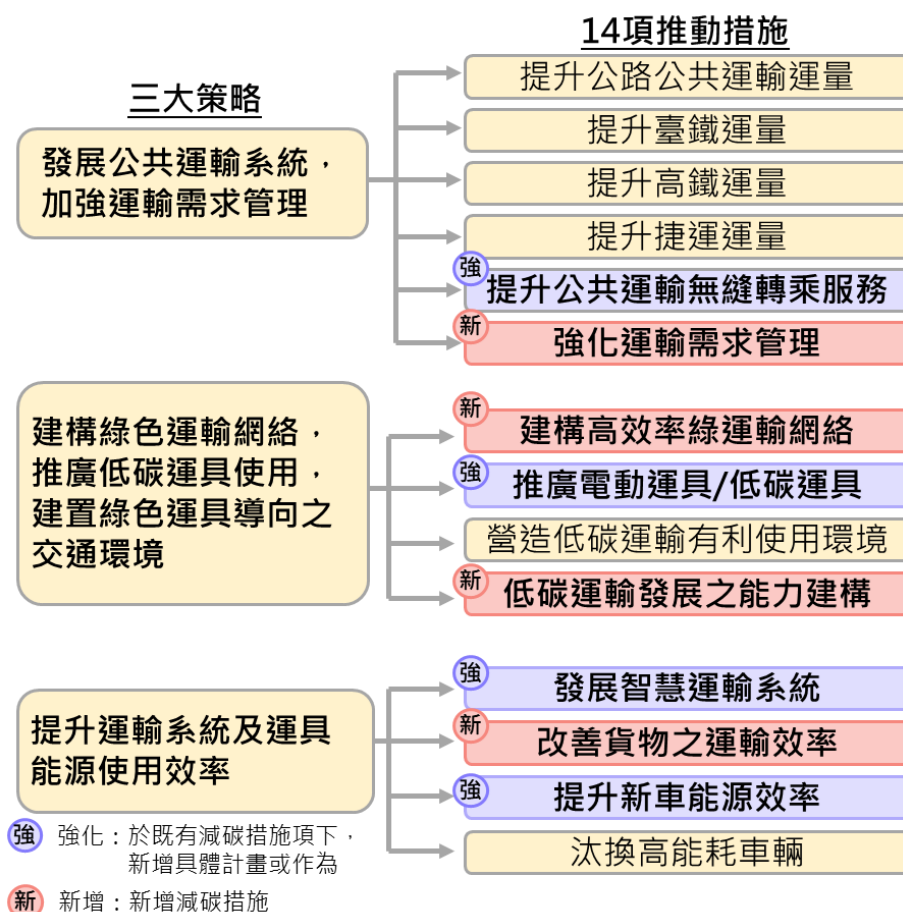 14項推動措施
三大策略
發展公共運輸系統，
加強運輸需求管理
提升公路公共運輸運量
提升臺鐵運量
提升高鐵運量
提升捷運運量
強
提升公共運輸無縫轉乘服務
新
強化運輸需求管理
建構綠色運輸網絡，
推廣低碳運具使用，
建置綠色運具導向之
交通環境
新
建構高效率綠運輸網絡
強
推廣電動運具/低碳運具
營造低碳運輸有利使用環境
新
低碳運輸發展之能力建構
提升運輸系統及運具
能源使用效率
強
發展智慧運輸系統
新
改善貨物之運輸效率
強
提升新車能源效率
汰換高能耗車輛
強 強化：於既有減碳措施項下，
新增具體計畫或作為
新 新增：新增減碳措施